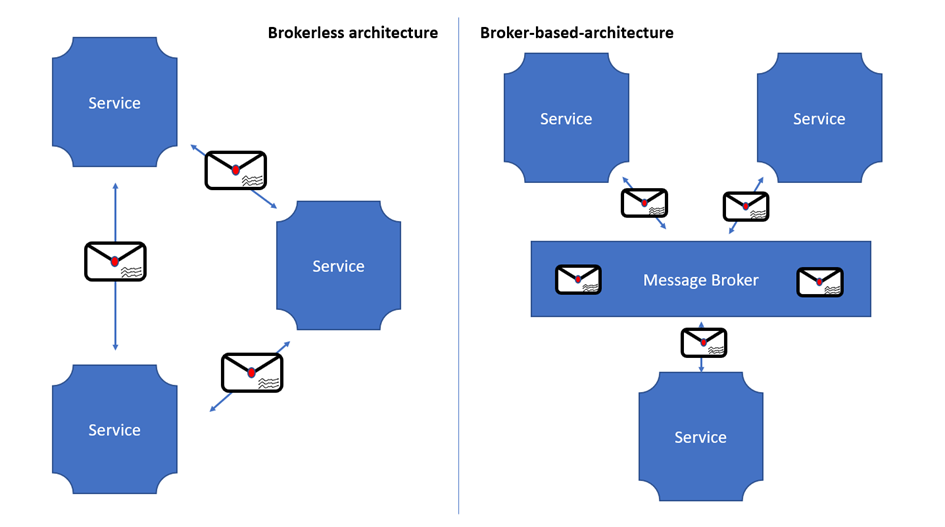 Brokerless architecture
Service
Service
Service
Broker-based-architecture
Service
Service
Message Broker
Service